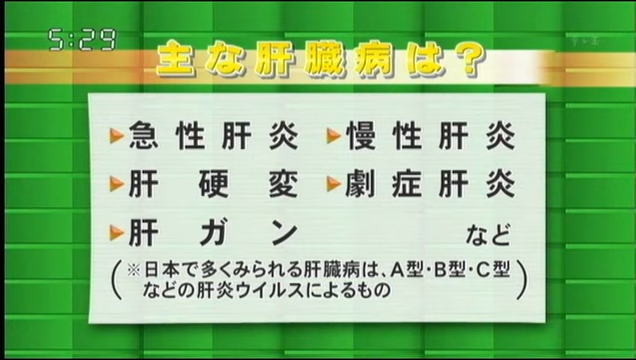 5:29
主な肝臓病は？
▶急性肝炎 ▶慢性肝炎
▶肝硬変 ▶劇症肝炎
▶肝ガン など
(※日本で多くみられる肝臓病は、A型・B型・C型
などの肝炎ウイルスによるもの)